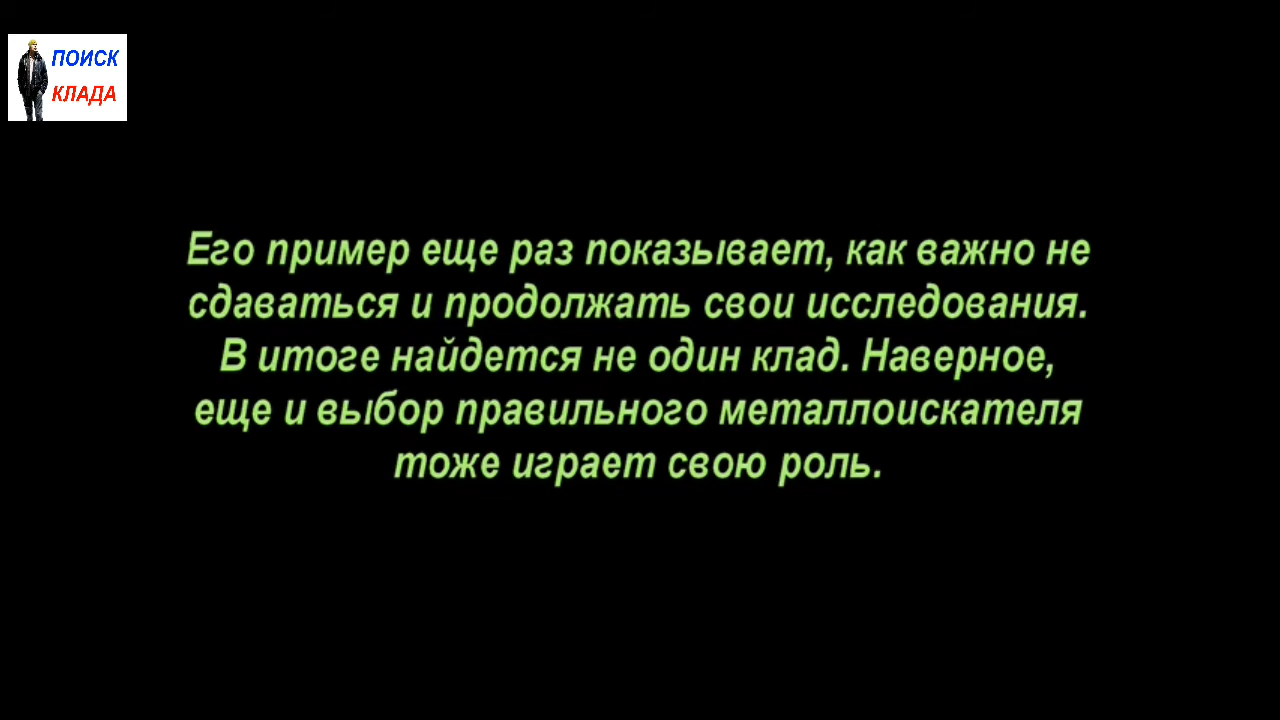 ПОИСК
КЛАДА
Его пример еще раз показывает, как важно не
сдаваться и продолжать свои исследования.
В итоге найдется не один клад. Наверное,
еще и выбор правильного металлоискателя
тоже играет свою роль.